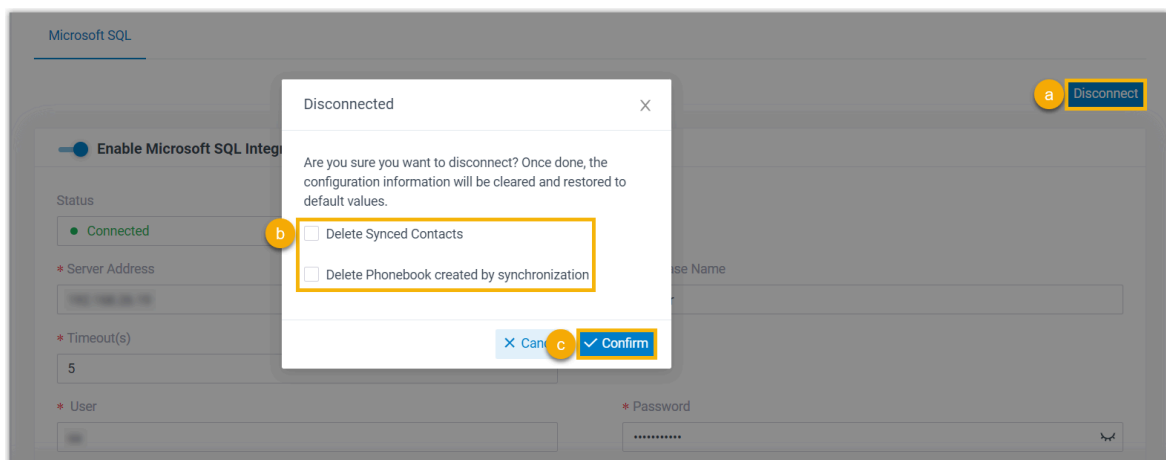 Microsoft SQL
a Disconnect
Disconnected
Enable Microsoft SQL
Are you sure you want to disconnect? Once done, the
configuration information will be cleared and restored to
default values.
Status
Connected
b Delete Synced Contacts
* Server Address
Delete Phonebook created by synchronization
Name
* Timeout(s)
c Confirm
5
* User
* Password